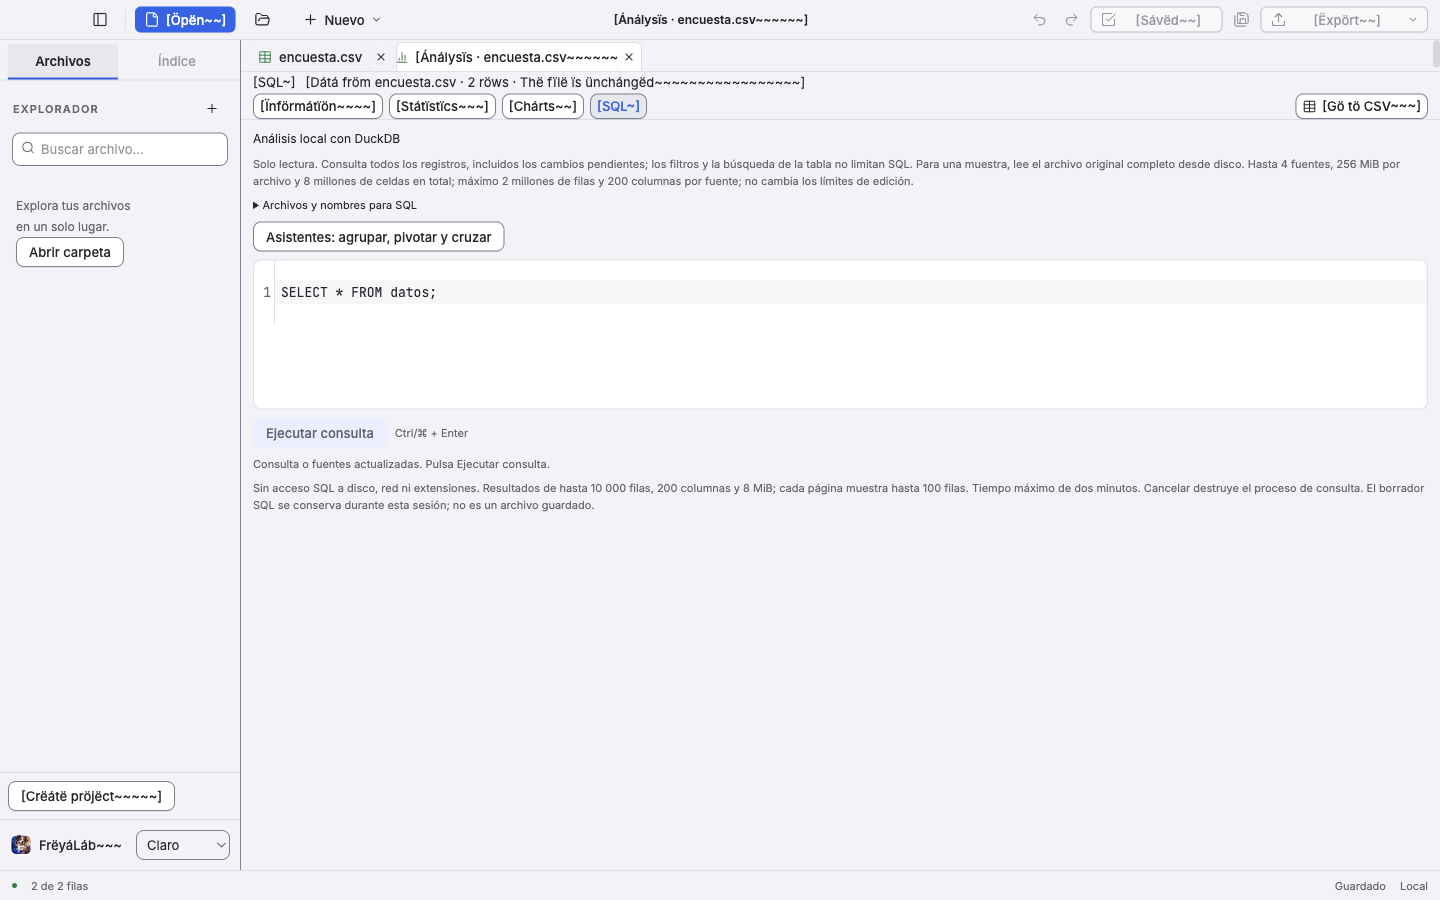 [Öpën~~]
Nuevo
[Ánálysïs · encuesta.csv~~~~~~]
[Sávëd~~]
[Ëxpört~~]
Archivos
Índice
encuesta.csv
[Ánálysïs · encuesta.csv~~~~~~
[SQL~] [Dátá fröm encuesta.csv · 2 röws · Thë fïlë ïs ünchángëd~~~~~~~~~~~~~~~~~]
[Ïnförmátïön~~~~]
[Státïstïcs~~~]
[Chárts~~]
[SQL~]
[Gö tö CSV~~~]
EXPLORADOR
Buscar archivo...
Explora tus archivos
en un solo lugar.
Abrir carpeta
Análisis local con DuckDB
Solo lectura. Consulta todos los registros, incluidos los cambios pendientes; los filtros y la búsqueda de la tabla no limitan SQL. Para una muestra, lee el archivo original completo desde disco. Hasta 4 fuentes, 256 MiB por
archivo y 8 millones de celdas en total; máximo 2 millones de filas y 200 columnas por fuente; no cambia los límites de edición.
Archivos y nombres para SQL
Asistentes: agrupar, pivotar y cruzar
1 SELECT * FROM datos;
Ejecutar consulta
Ctrl/⌘ + Enter
Consulta o fuentes actualizadas. Pulsa Ejecutar consulta.
Sin acceso SQL a disco, red ni extensiones. Resultados de hasta 10 000 filas, 200 columnas y 8 MiB; cada página muestra hasta 100 filas. Tiempo máximo de dos minutos. Cancelar destruye el proceso de consulta. El borrador
SQL se conserva durante esta sesión; no es un archivo guardado.
[Crëátë pröjëct~~~~~]
FrëyáLáb~~~
Claro
2 de 2 filas
Guardado
Local